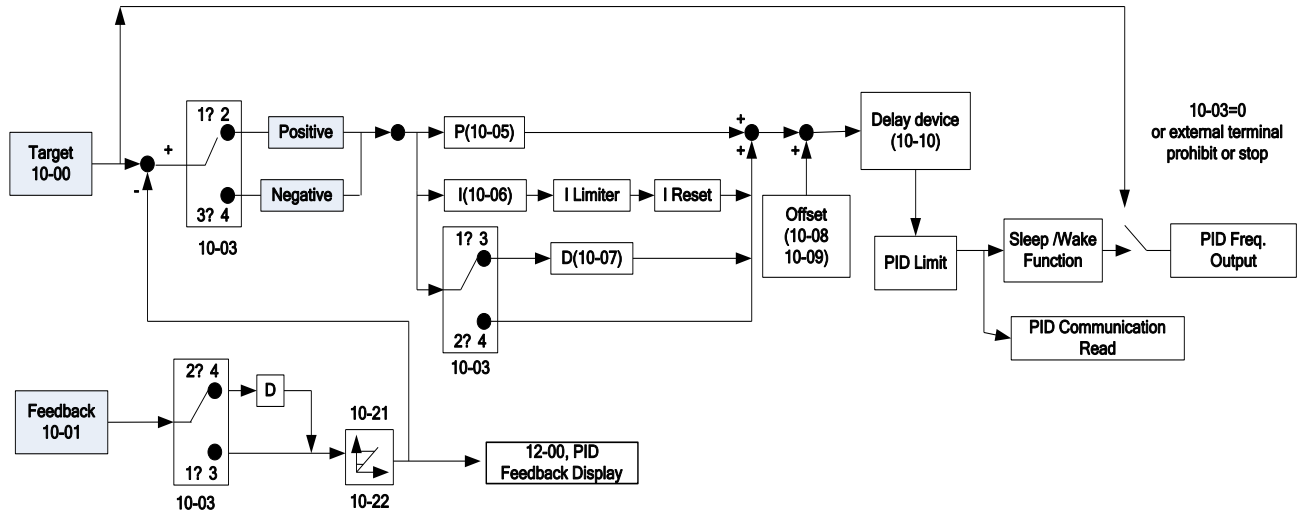 10-03=0
or external terminal
prohibit or stop
Target
10-00
+
-
1? 2
3? 4
10-03
Positive
Negative
P(10-05)
I(10-06)
I Limiter
I Reset
1? 3
2? 4
10-03
D(10-07)
+
+
+
Offset
(10-08
10-09)
Delay device
(10-10)
PID Limit
Sleep /Wake
Function
PID Freq.
Output
PID Communication
Read
Feedback
10-01
2? 4
1? 3
10-03
D
10-21
10-22
12-00, PID
Feedback Display